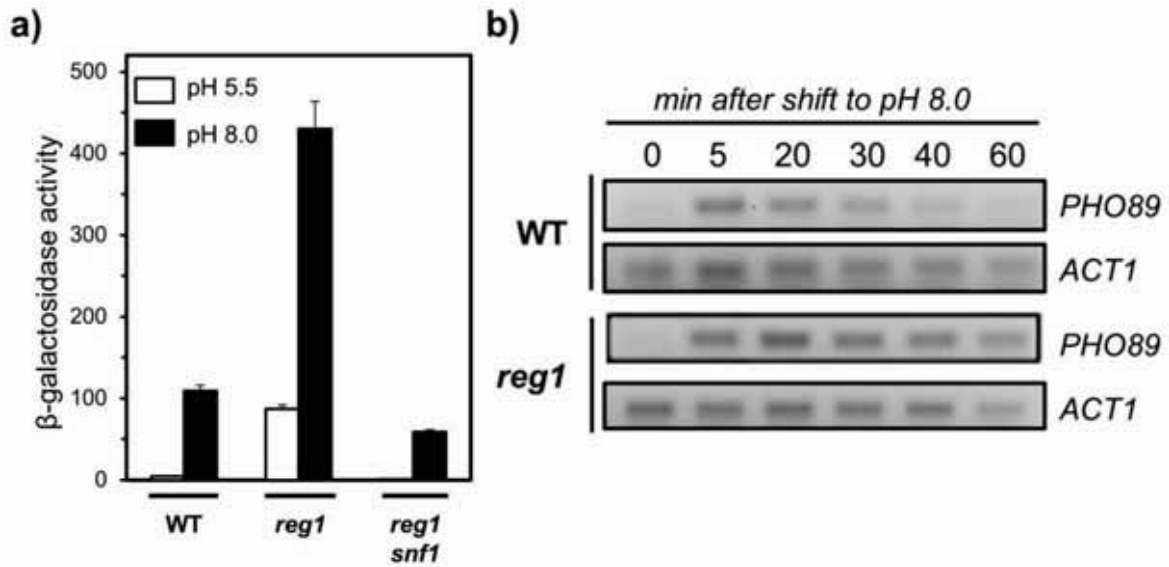 a)
β-galactosidase activity
500
400
300
200
100
0
pH 5.5
pH 8.0
WT
reg1
reg1
snf1
b)
min after shift to pH 8.0
0 5 20 30 40 60
WT
PHO89
ACT1
reg1
PHO89
ACT1